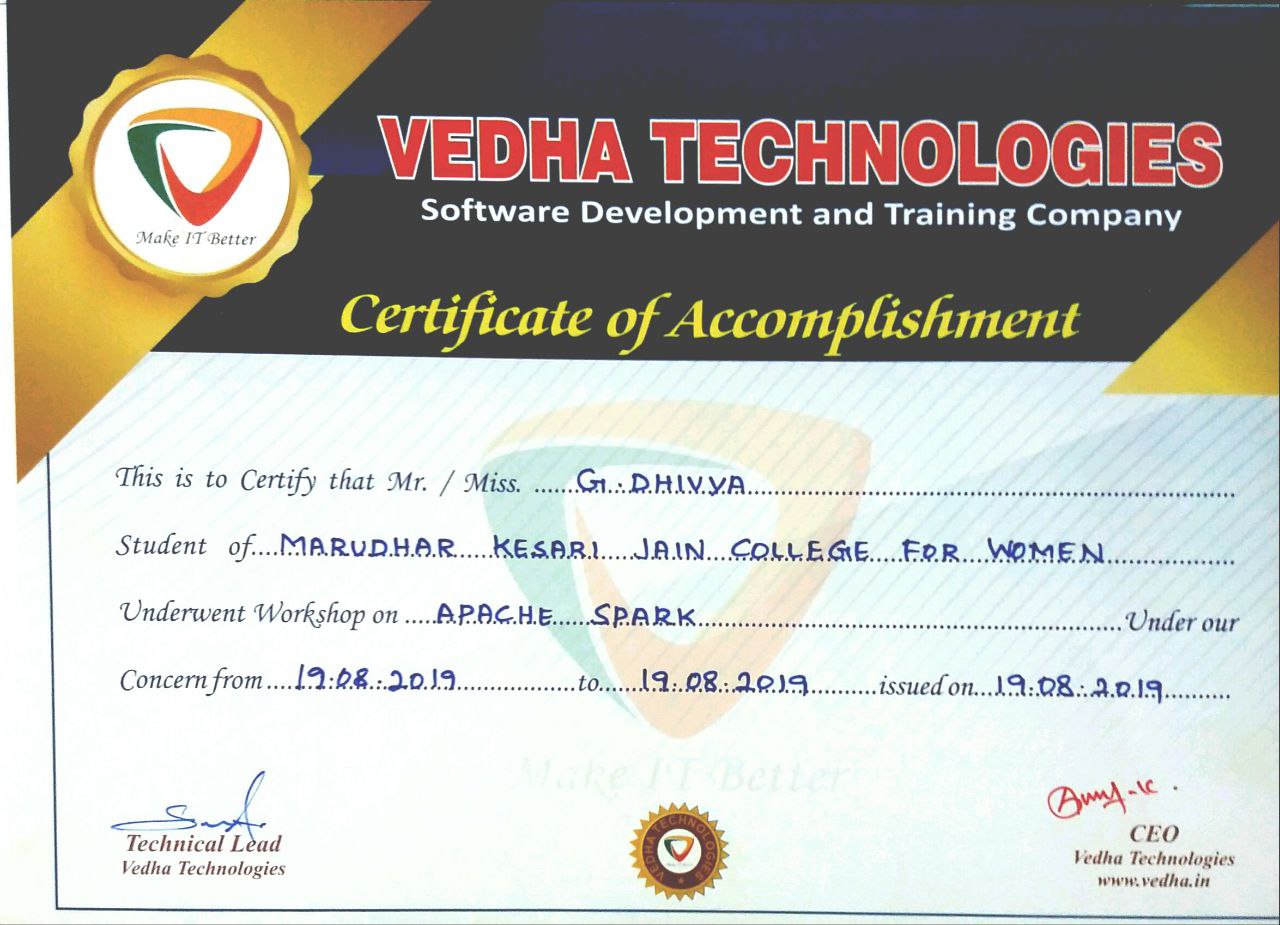 VEDHA TECHNOLOGIES
Software Development and Training Company
Make IT Better
Certificate of Accomplishment
This is to Certify that Mr. / Miss. ......G. DHIVYA......
Student of....MARUDHAR KESARI JAIN COLLEGE FOR WOMEN......
Underwent Workshop on .....APACHE SPARK......Under our
Concern from....19.08.2019......to......19.08.2019......issued on...19.08.2019......
Make IT Better
Technical Lead
Vedha Technologies
VEDHA TECHNOLOGIES
CEO
Vedha Technologies
www.vedha.in